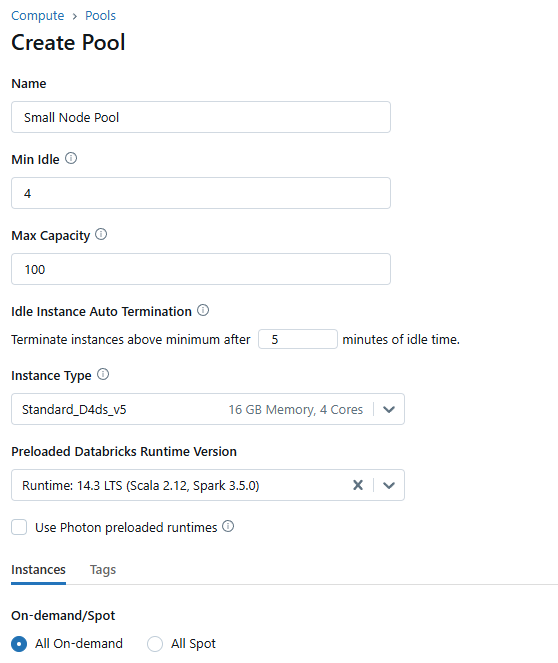 Compute > Pools
Create Pool
Name
Small Node Pool
Min Idle
4
Max Capacity
100
Idle Instance Auto Termination
Terminate instances above minimum after 5 minutes of idle time.
Instance Type
Standard_D4ds_v5 16 GB Memory, 4 Cores
Preloaded Databricks Runtime Version
Runtime: 14.3 LTS (Scala 2.12, Spark 3.5.0)
Use Photon preloaded runtimes
Instances Tags
On-demand/Spot
All On-demand All Spot